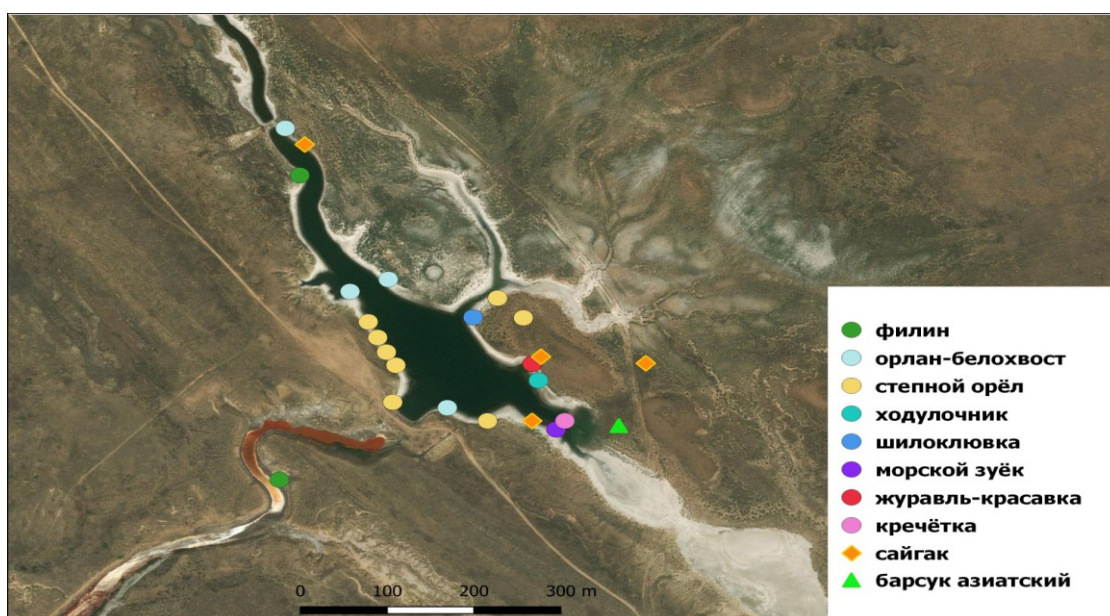 филин
орлан-белохвост
степной орёл
ходулочник
шилоклювка
морской зуёк
журавль-красавка
кречётка
сайгак
барсук азиатский
0 100 200 300 m